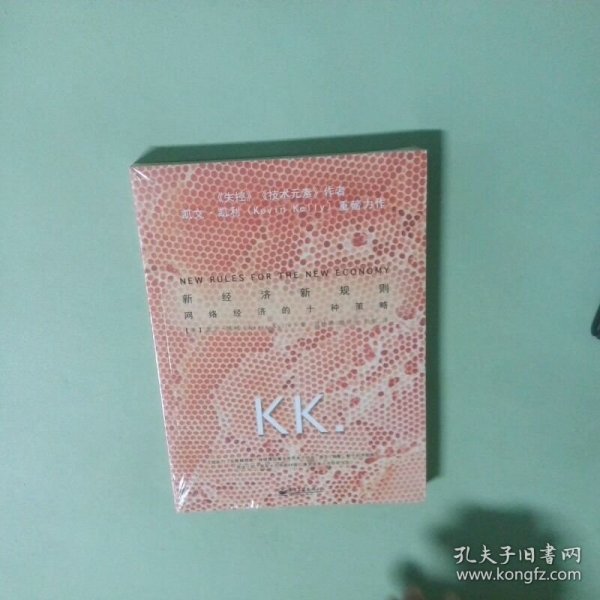 《失控》《技术元素》作者
凯文·凯利（Kevin Kelly）重磅力作
NEW RULES FOR THE NEW ECONOMY
新经济新规则
网络经济的十种策略
KK.
孔夫子旧书网
www.kongfz.com